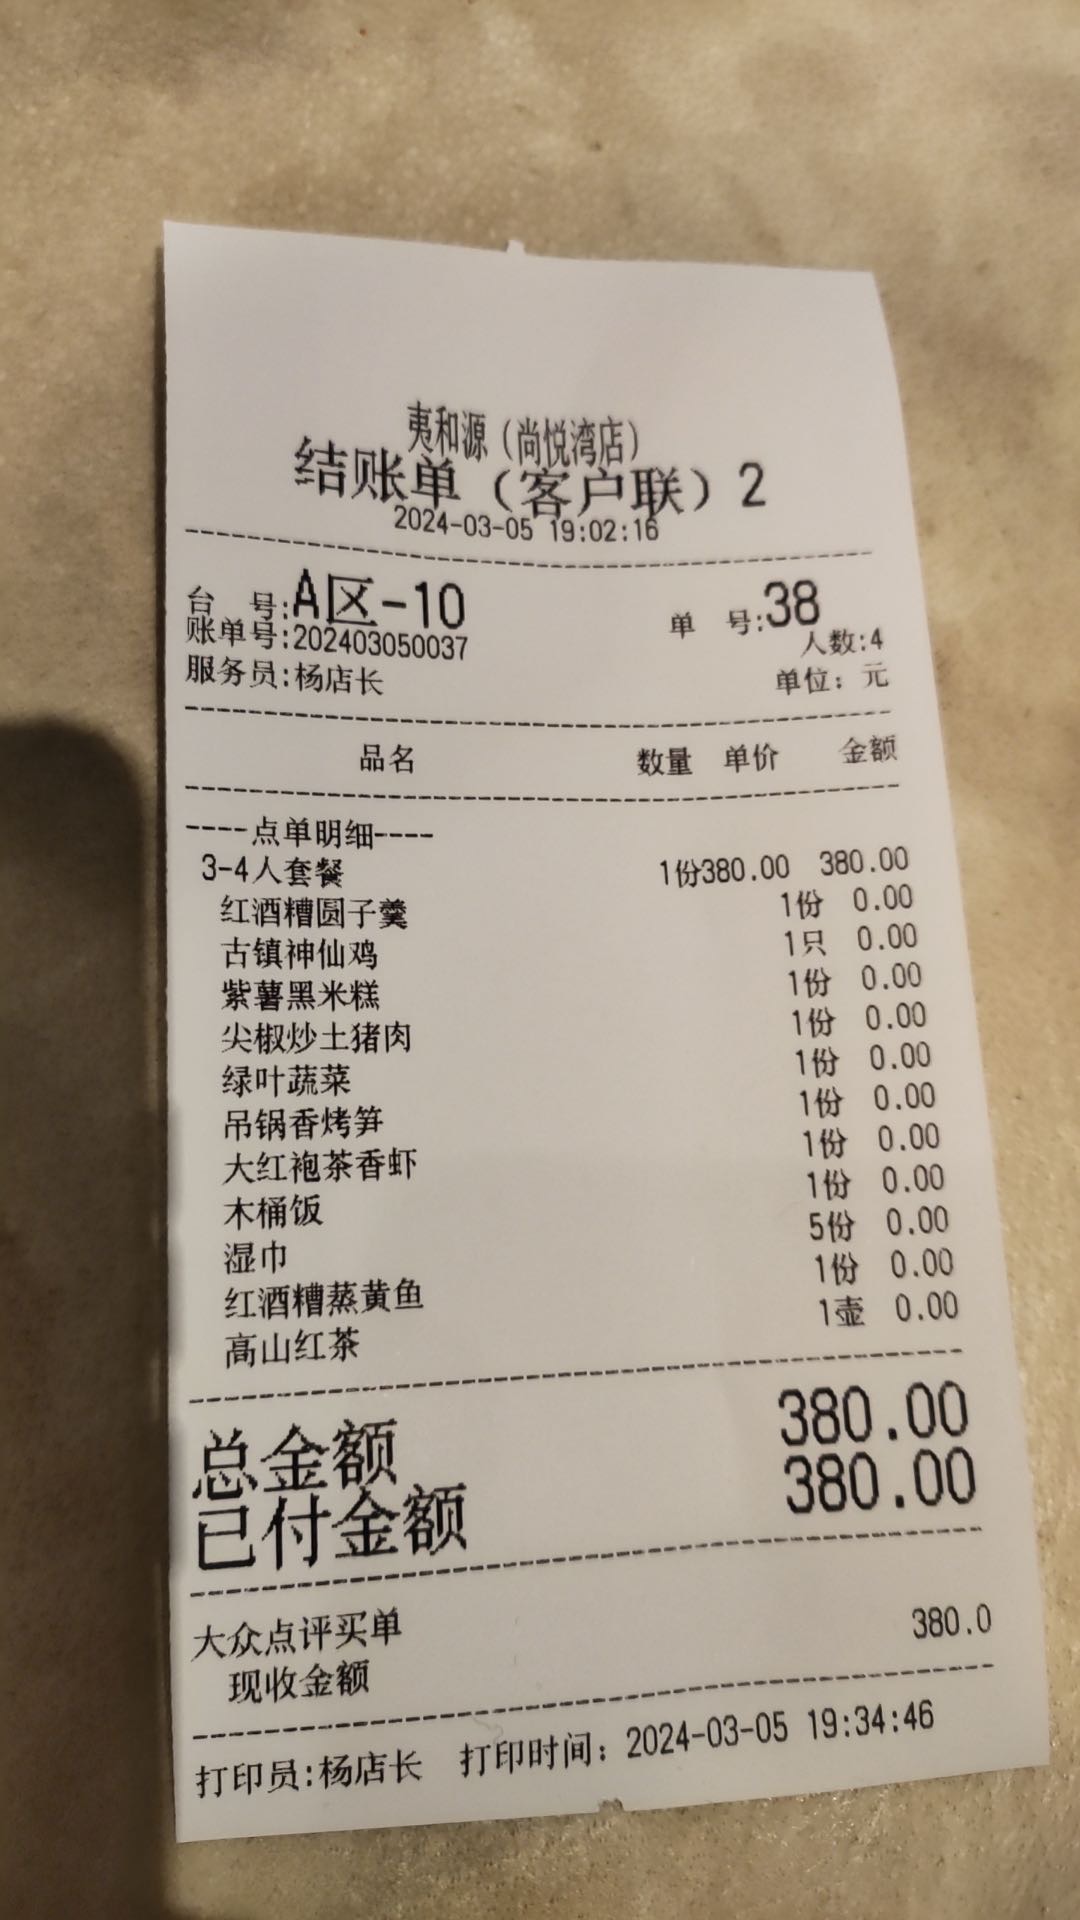 夷和源（尚悦湾店）
结账单（客户联）2
2024-03-05 19:02:16
台 号:A区-10 单 号:38
账单号:202403050037 人数:4
服务员:杨店长 单位：元
品名 数量 单价 金额
----点单明细----
3-4人套餐 1份380.00 380.00
红酒糟圆子羹 1份 0.00
古镇神仙鸡 1只 0.00
紫薯黑米糕 1份 0.00
尖椒炒土猪肉 1份 0.00
绿叶蔬菜 1份 0.00
吊锅香烤笋 1份 0.00
大红袍茶香虾 1份 0.00
木桶饭 1份 0.00
湿巾 5份 0.00
红酒糟蒸黄鱼 1份 0.00
高山红茶 1壶 0.00
总金额 380.00
已付金额 380.00
大众点评买单 380.0
现收金额
打印员:杨店长 打印时间：2024-03-05 19:34:46